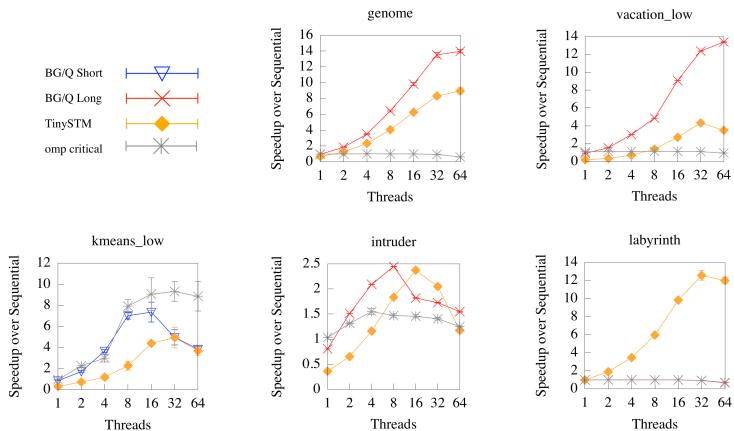 BG/Q Short
BG/Q Long
TinySTM
omp critical
genome
Speedup over Sequential
16
14
12
10
8
6
4
2
0
1 2 4 8 16 32 64
Threads
vacation_low
Speedup over Sequential
14
12
10
8
6
4
2
0
1 2 4 8 16 32 64
Threads
kmeans_low
Speedup over Sequential
12
10
8
6
4
2
0
1 2 4 8 16 32 64
Threads
intruder
Speedup over Sequential
2.5
2
1.5
1
0.5
0
1 2 4 8 16 32 64
Threads
labyrinth
Speedup over Sequential
14
12
10
8
6
4
2
0
1 2 4 8 16 32 64
Threads